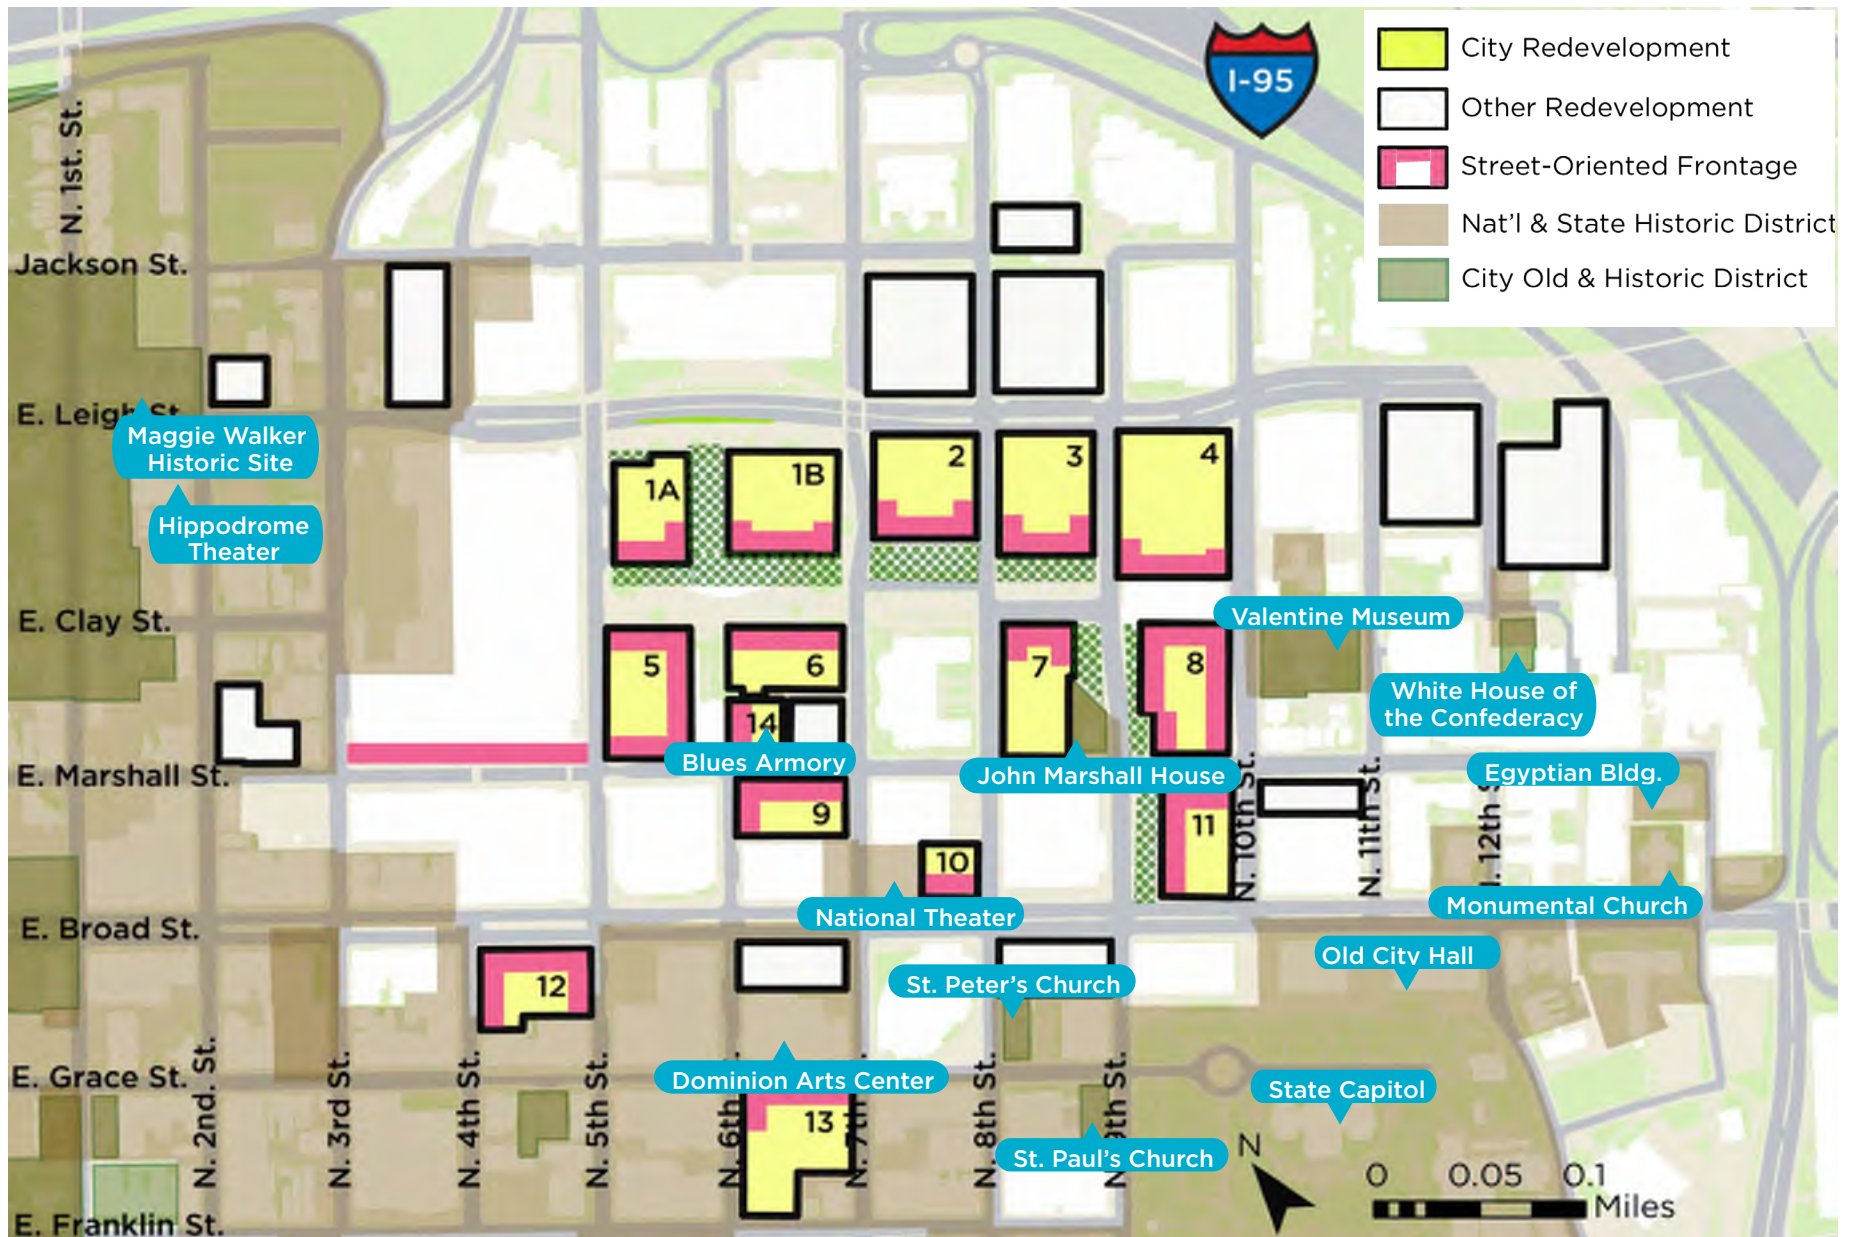 I-95
City Redevelopment
Other Redevelopment
Street-Oriented Frontage
Nat'l & State Historic District
City Old & Historic District
N. 1st. St.
Jackson St.
E. Leigh St.
Maggie Walker
Historic Site
Hippodrome
Theater
1A
1B
2
3
4
E. Clay St.
Valentine Museum
5
6
7
8
White House of
the Confederacy
14
Blues Armory
John Marshall House
Egyptian Bldg.
E. Marshall St.
9
10
11
N. 10th St.
N. 11th St.
N. 12th S
National Theater
Monumental Church
E. Broad St.
Old City Hall
12
St. Peter's Church
E. Grace St.
Dominion Arts Center
State Capitol
N. 2nd. St.
N. 3rd St.
N. 4th St.
N. 5th St.
N. 6th
13
N. 7th
N. 8th St.
N. 9th St.
St. Paul's Church
N
0 0.05 0.1
Miles
E. Franklin St.